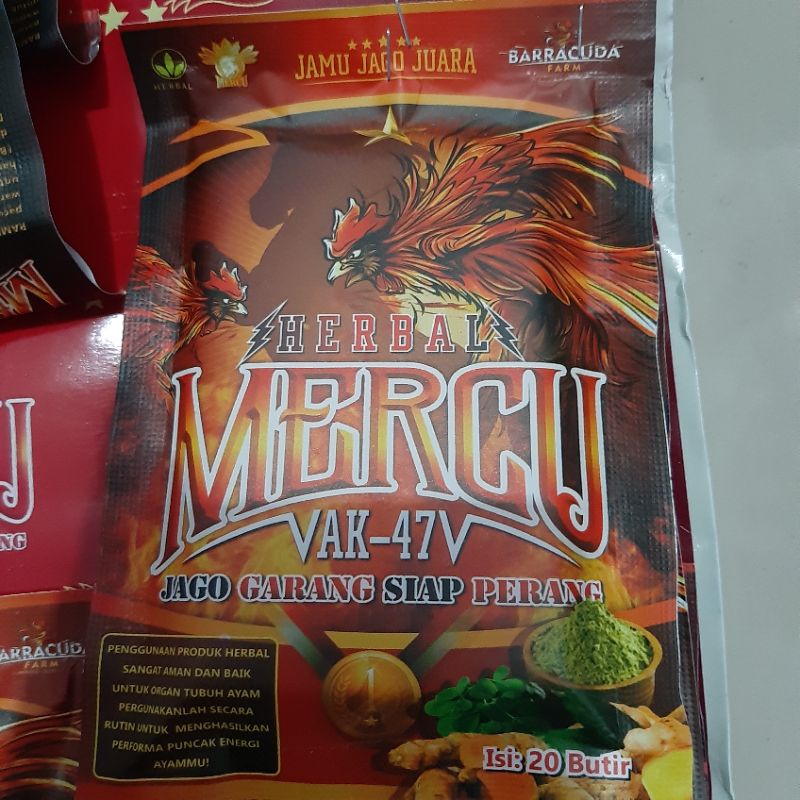 HERBAL
MERCU
JAMU JAGO JUARA
BARRACUDA
FARM
HERBAL
MERCU
AK-47
JAGO GARANG SIAP PERANG
PENGGUNAAN PRODUK HERBAL
SANGAT AMAN DAN BAIK
UNTUK ORGAN TUBUH AYAM
PERGUNAKANLAH SECARA
RUTIN UNTUK MENGHASILKAN
PERFORMA PUNCAK ENERGI
AYAMMU!
1
Isi: 20 Butir
BARRACUDA
FARM